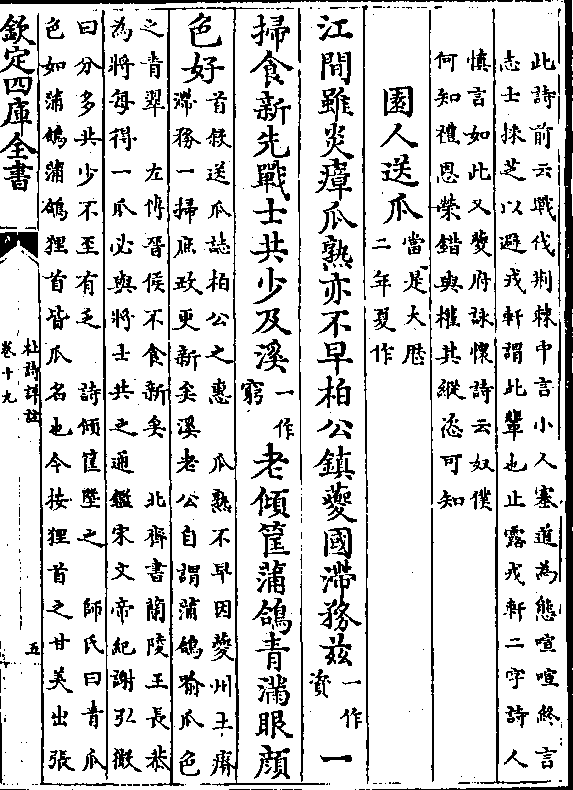 此詩前云戰伐荆棘中言小人塞道為態喧喧終言
志士採芝以避戎軒謂此輩也止露戎軒二字詩人
慎言如此又夔府詠懷詩云奴僕
何知禮恩榮錯與權其縱恣可知
園人送瓜當是大厯
二年夏作
江間雖炎瘴瓜熟亦不早柏公鎮夔國滯務兹一作資一
掃食新先戰士共少及溪一作窮老傾筐蒲鴿青滿眼顔
色好首叙送瓜誌柏公之惠 瓜熟不早因夔州土瘠
滯務一掃庶政更新矣溪老公自謂蒲鴿喻瓜色
之青翠 左傳晉侯不食新矣 北齊書蘭陵王長恭
為將每得一瓜必與將士共之通鑑宋文帝紀謝弘微
曰分多共少不至有乏 詩傾筐墍之 師氏曰青瓜
色如蒲鴿蒲鴿狸首皆瓜名也今按狸首之甘美出張
欽定四庫全書
杜詩詳註
卷十九
五